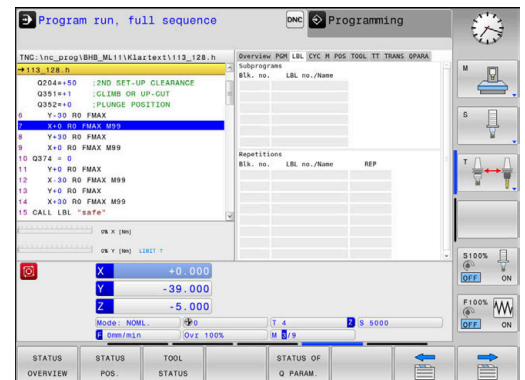 Program run, full sequence
DNC
Programming
TNC:\nc_prog\BHB_ML11\Klartext\113_128.h
→113_128.h
Q204=+50 ;2ND SET-UP CLEARANCE
Q351=+1 ;CLIMB OR UP-CUT
Q352=+0 ;PLUNGE POSITION
6 Y-30 R0 FMAX
7 X+0 R0 FMAX M99
8 Y+30 R0 FMAX
9 X+0 R0 FMAX M99
10 Q374 = 0
11 Y+0 R0 FMAX
12 X-30 R0 FMAX M99
13 Y+0 R0 FMAX
14 X+30 R0 FMAX M99
15 CALL LBL "safe"
Overview PGM LBL CYC M POS TOOL TT TRANS QPARA
Subprograms
Blk. no. LBL no./Name
Repetitions
Blk. no. LBL no./Name REP
0% X [Nm]
0% Y [Nm] LIMIT 1
X +0.000
Y -39.000
Z -5.000
Mode: NOML. 0 T 4 Z S 5000
F 0mm/min Ovr 100% M 5/9
M
S
T
S100%
OFF ON
F100%
OFF ON
STATUS OVERVIEW
STATUS POS.
TOOL STATUS
STATUS OF Q PARAM.